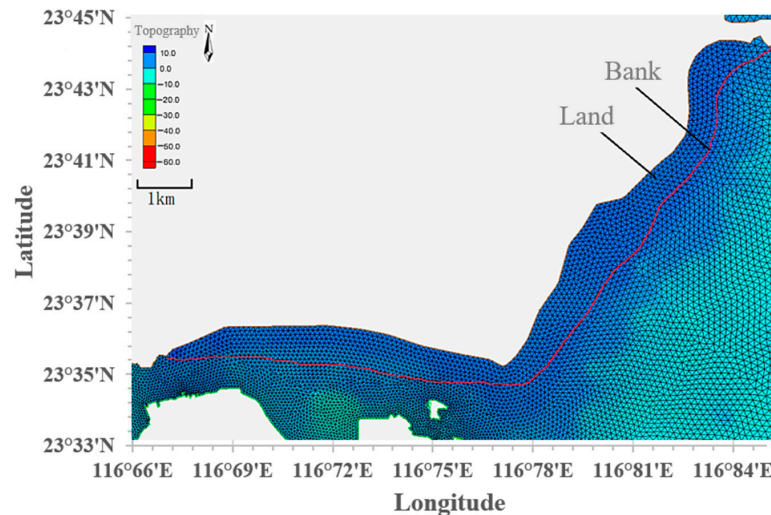 23°45'N
Topography
N
10.0
0.0
−10.0
−20.0
−30.0
−40.0
−50.0
−60.0
1km
23°43'N
23°41'N
23°39'N
23°37'N
23°35'N
23°33'N
Latitude
Bank
Land
116°66'E 116°69'E 116°72'E 116°75'E 116°78'E 116°81'E 116°84'E
Longitude